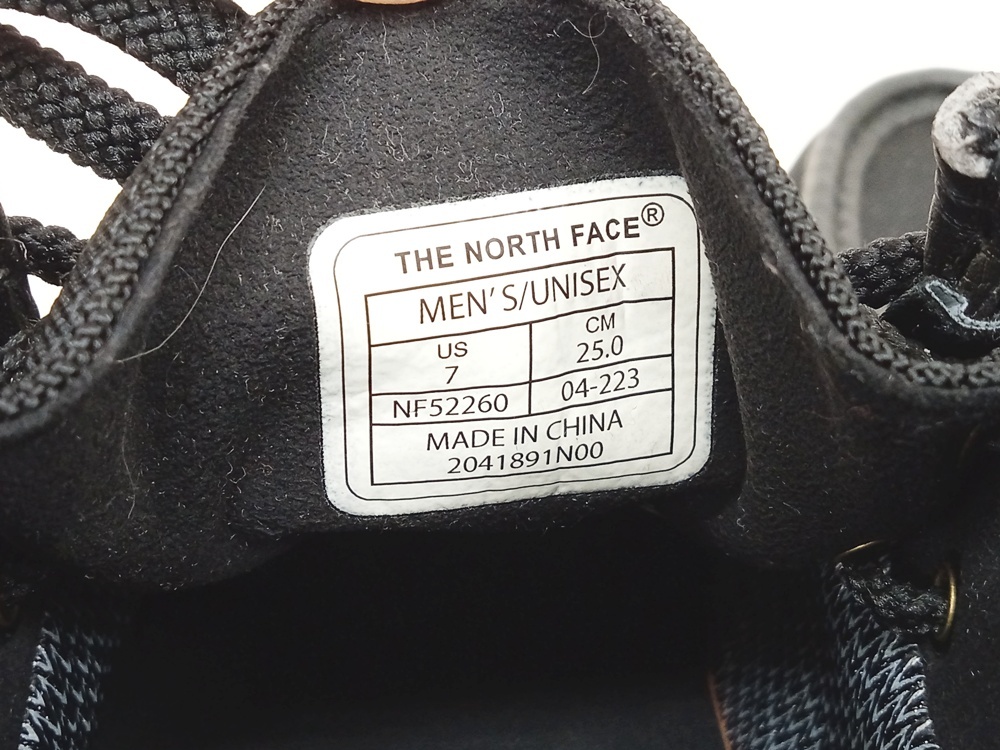 THE NORTH FACE®
MEN'S/UNISEX
US CM
7 25.0
NF52260 04-223
MADE IN CHINA
2041891N00